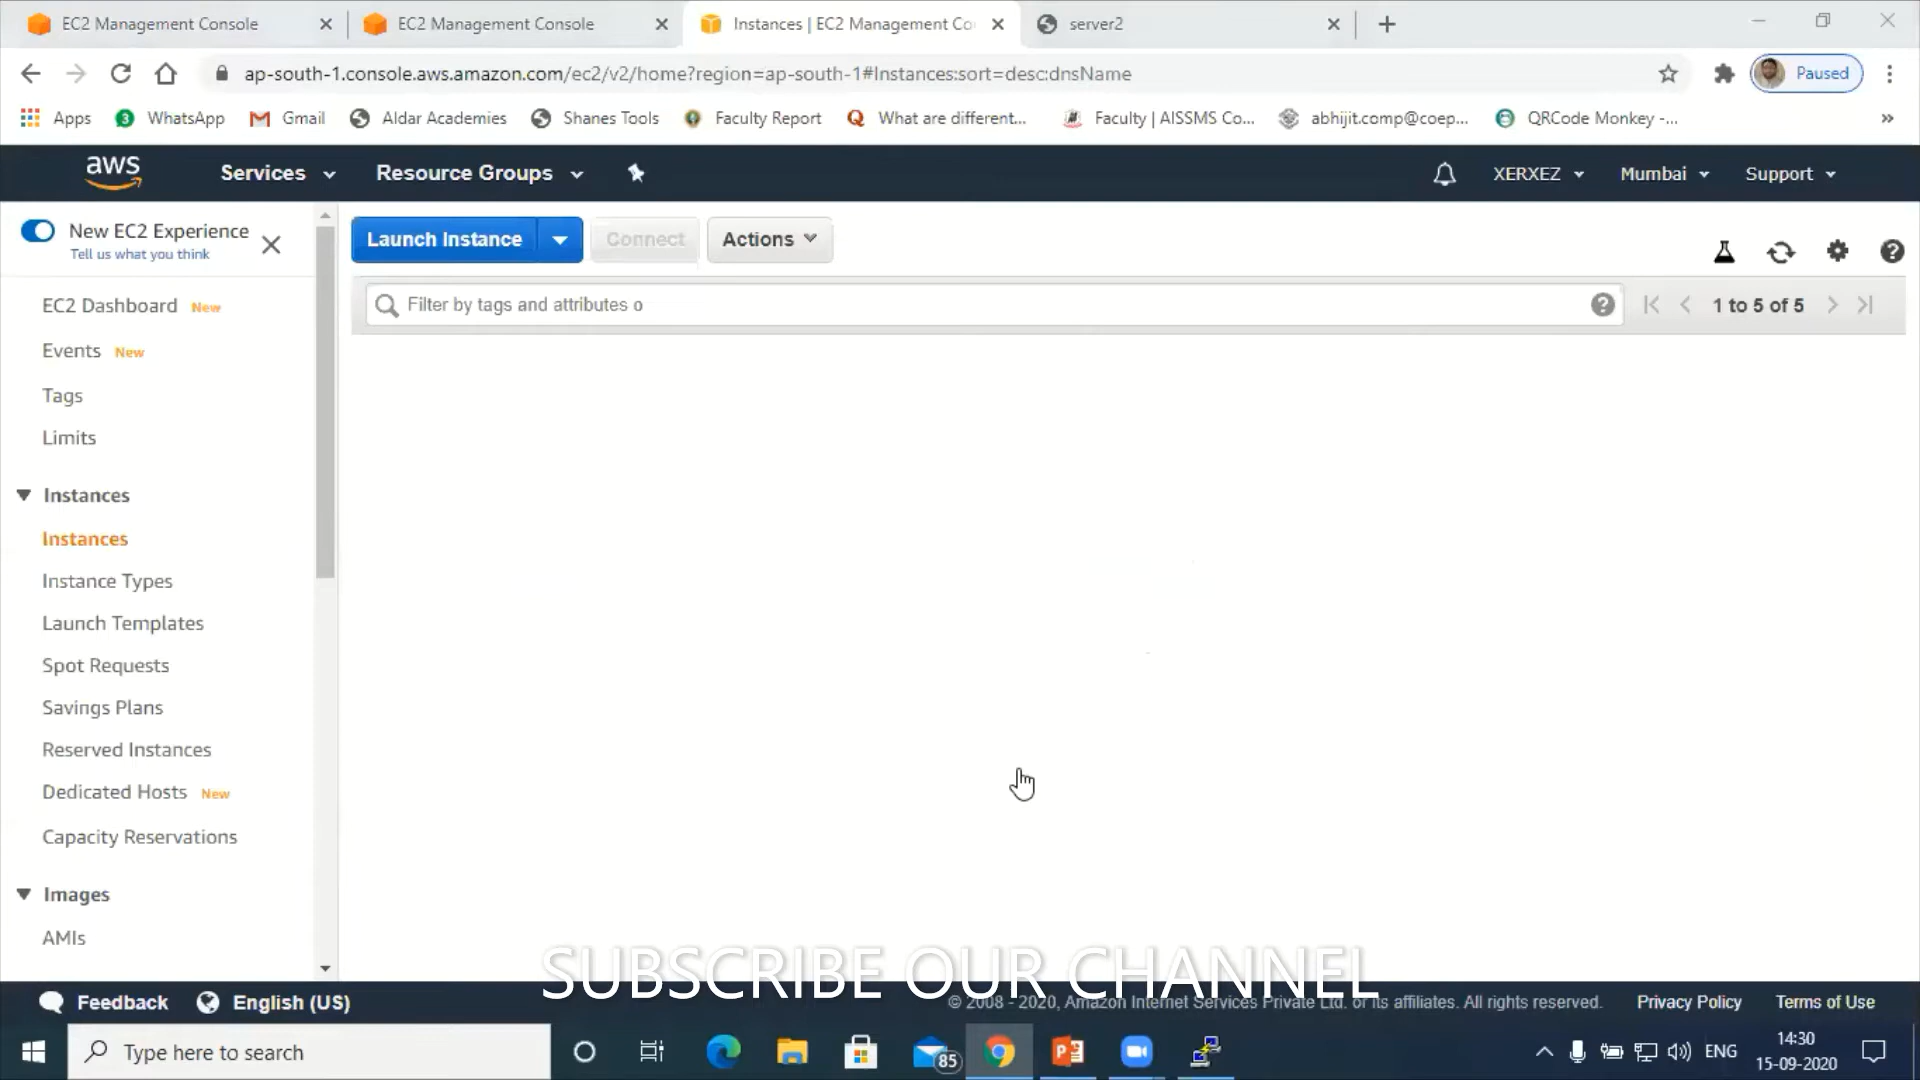 EC2 Management Console
EC2 Management Console
Instances | EC2 Management Co
server2
ap-south-1.console.aws.amazon.com/ec2/v2/home?region=ap-south-1#Instances:sort=desc:dnsName
Paused
Apps
WhatsApp
Gmail
Aldar Academies
Shanes Tools
Faculty Report
What are different...
Faculty | AISSMS Co...
abhijit.comp@coep...
QRCode Monkey -...
»
aws
Services
Resource Groups
XERXEZ
Mumbai
Support
New EC2 Experience
Tell us what you think
Launch Instance
Connect
Actions
Filter by tags and attributes o
1 to 5 of 5
EC2 Dashboard New
Events New
Tags
Limits
Instances
Instances
Instance Types
Launch Templates
Spot Requests
Savings Plans
Reserved Instances
Dedicated Hosts New
Capacity Reservations
Images
AMIs
SUBSCRIBE OUR CHANNEL
Feedback
English (US)
© 2008 - 2020, Amazon Internet Services Private Ltd. or its affiliates. All rights reserved.
Privacy Policy
Terms of Use
Type here to search
85
ENG
14:30
15-09-2020